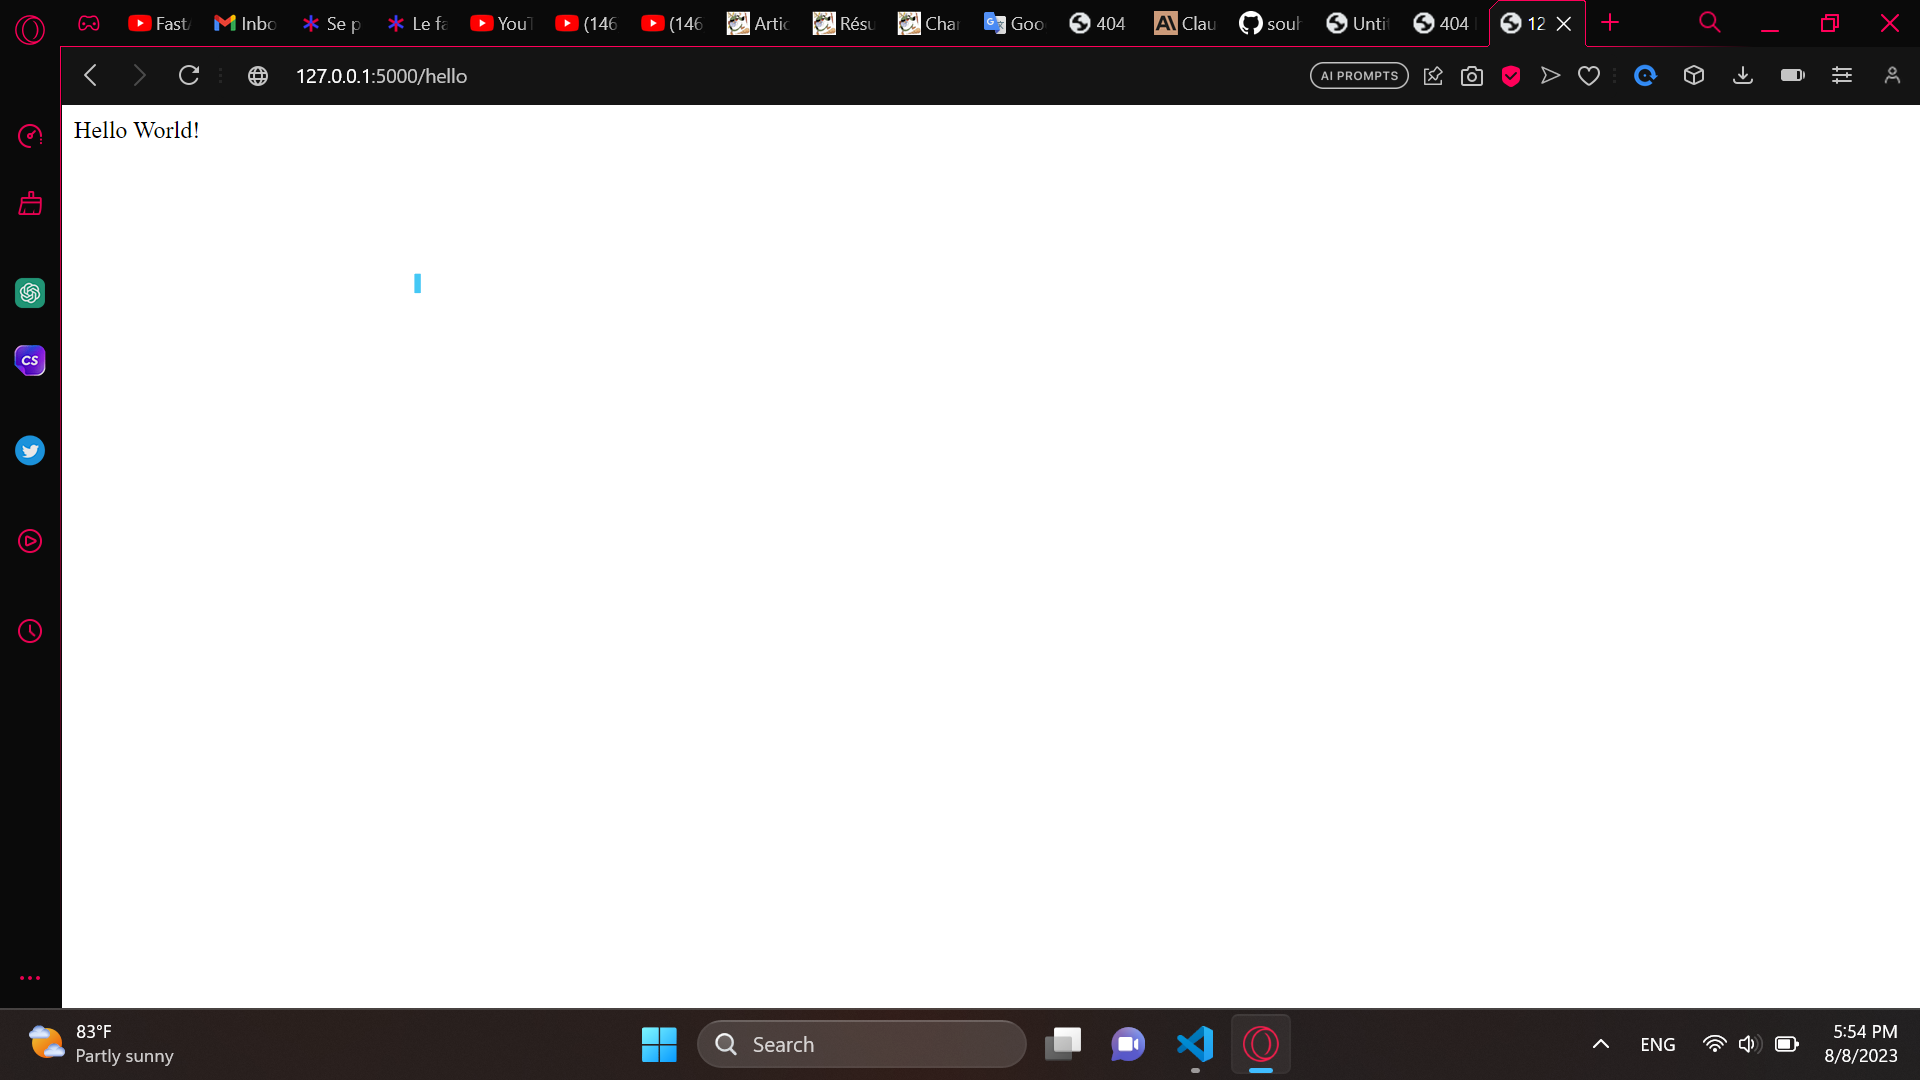 Fast
Inbo
Se p
Le fa
You
(146
(146
Artic
Résu
Char
Goo
404
Clau
souh
Untit
404
12
127.0.0.1:5000/hello
AI PROMPTS
Hello World!
CS
83°F
Partly sunny
Search
ENG
5:54 PM
8/8/2023